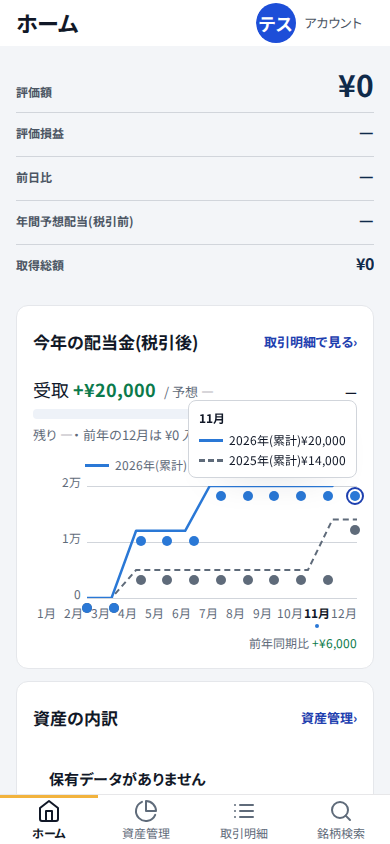 ホーム
テス アカウント
評価額 ¥0
評価損益 —
前日比 —
年間予想配当(税引前) —
取得総額 ¥0
今年の配当金(税引後) 取引明細で見る›
受取 +¥20,000 / 予想 — —
残り —・前年の12月は ¥0 入
11月
2026年(累計)¥20,000
2025年(累計)¥14,000
2026年(累計)
2万
1万
0
1月 2月 3月 4月 5月 6月 7月 8月 9月 10月 11月 12月
前年同期比 +¥6,000
資産の内訳 資産管理›
保有データがありません
ホーム 資産管理 取引明細 銘柄検索